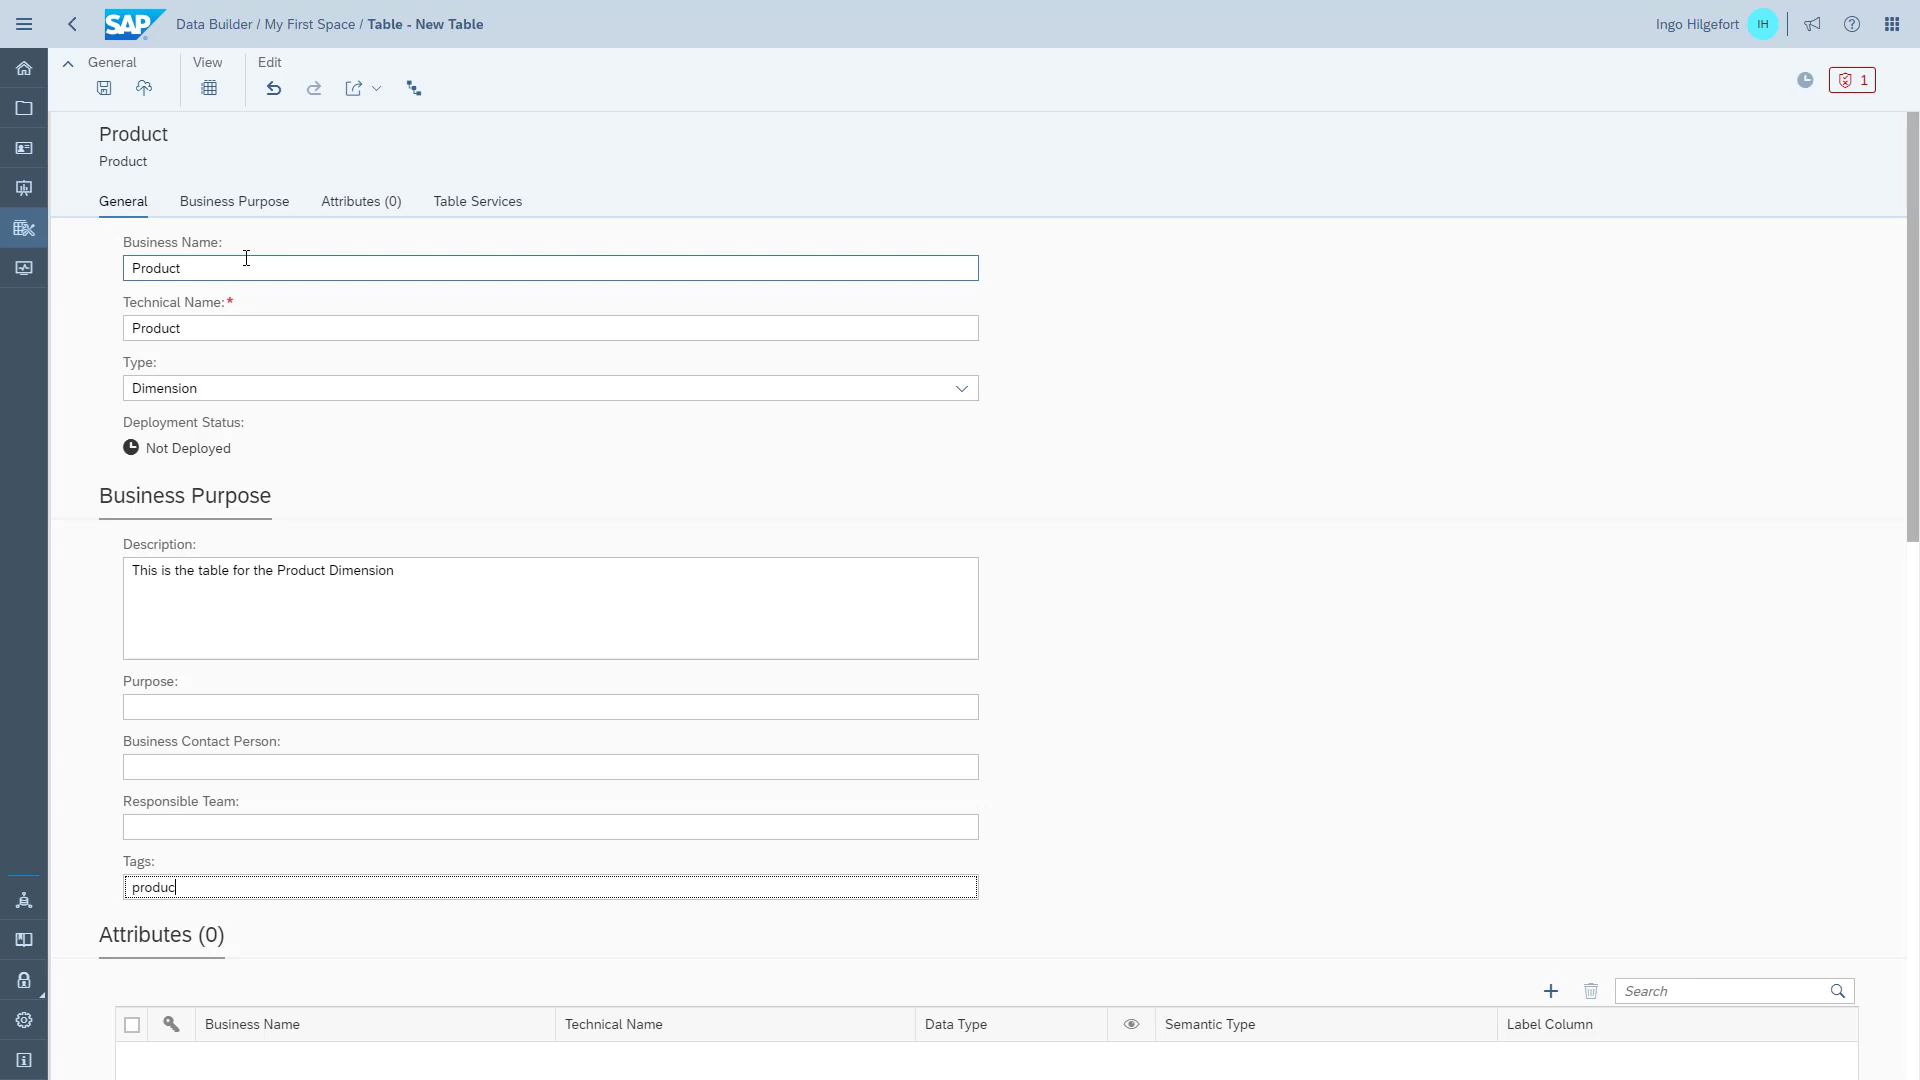 SAP
Data Builder / My First Space / Table - New Table
Ingo Hilgefort
IH
General
View
Edit
1
Product
Product
General
Business Purpose
Attributes (0)
Table Services
Business Name:
Product
Technical Name:*
Product
Type:
Dimension
Deployment Status:
Not Deployed
Business Purpose
Description:
This is the table for the Product Dimension
Purpose:
Business Contact Person:
Responsible Team:
Tags:
produc
Attributes (0)
Search
Business Name
Technical Name
Data Type
Semantic Type
Label Column